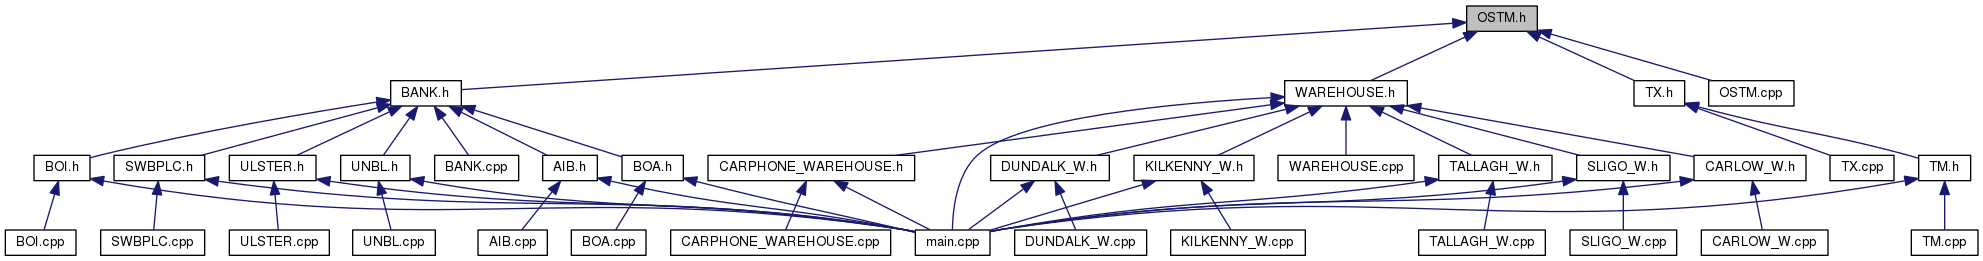 OSTM.h
BANK.h
WAREHOUSE.h
TX.h
OSTM.cpp
BOI.h
SWBPLC.h
ULSTER.h
UNBL.h
BANK.cpp
AIB.h
BOA.h
CARPHONE_WAREHOUSE.h
DUNDALK_W.h
KILKENNY_W.h
WAREHOUSE.cpp
TALLAGH_W.h
SLIGO_W.h
CARLOW_W.h
TX.cpp
TM.h
BOI.cpp
SWBPLC.cpp
ULSTER.cpp
UNBL.cpp
AIB.cpp
BOA.cpp
CARPHONE_WAREHOUSE.cpp
main.cpp
DUNDALK_W.cpp
KILKENNY_W.cpp
TALLAGH_W.cpp
SLIGO_W.cpp
CARLOW_W.cpp
TM.cpp